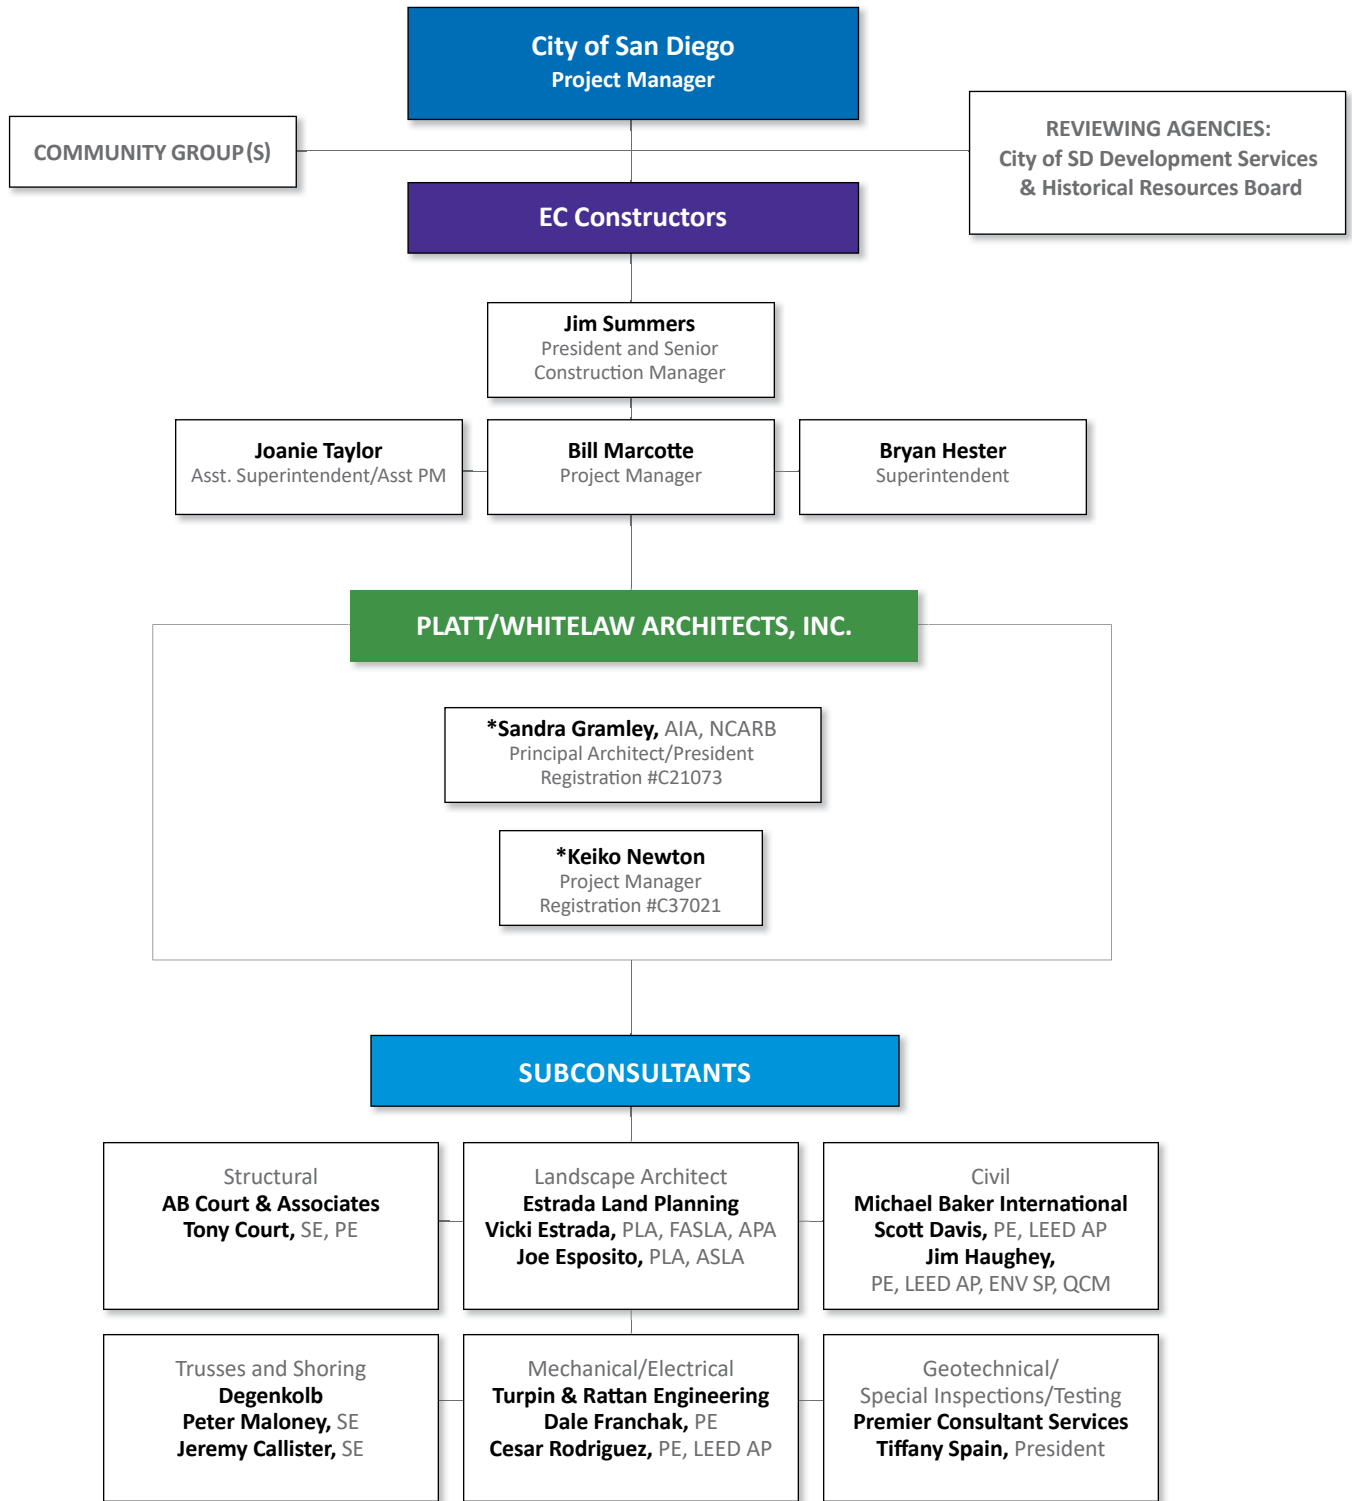 City of San Diego
Project Manager
COMMUNITY GROUP(S)
REVIEWING AGENCIES:
City of SD Development Services
& Historical Resources Board
EC Constructors
Jim Summers
President and Senior
Construction Manager
Joanie Taylor
Asst. Superintendent/Asst PM
Bill Marcotte
Project Manager
Bryan Hester
Superintendent
PLATT/WHITELAW ARCHITECTS, INC.
*Sandra Gramley, AIA, NCARB
Principal Architect/President
Registration #C21073
*Keiko Newton
Project Manager
Registration #C37021
SUBCONSULTANTS
Structural
AB Court & Associates
Tony Court, SE, PE
Landscape Architect
Estrada Land Planning
Vicki Estrada, PLA, FASLA, APA
Joe Esposito, PLA, ASLA
Civil
Michael Baker International
Scott Davis, PE, LEED AP
Jim Haughey,
PE, LEED AP, ENV SP, QCM
Trusses and Shoring
Degenkolb
Peter Maloney, SE
Jeremy Callister, SE
Mechanical/Electrical
Turpin & Rattan Engineering
Dale Franchak, PE
Cesar Rodriguez, PE, LEED AP
Geotechnical/
Special Inspections/Testing
Premier Consultant Services
Tiffany Spain, President